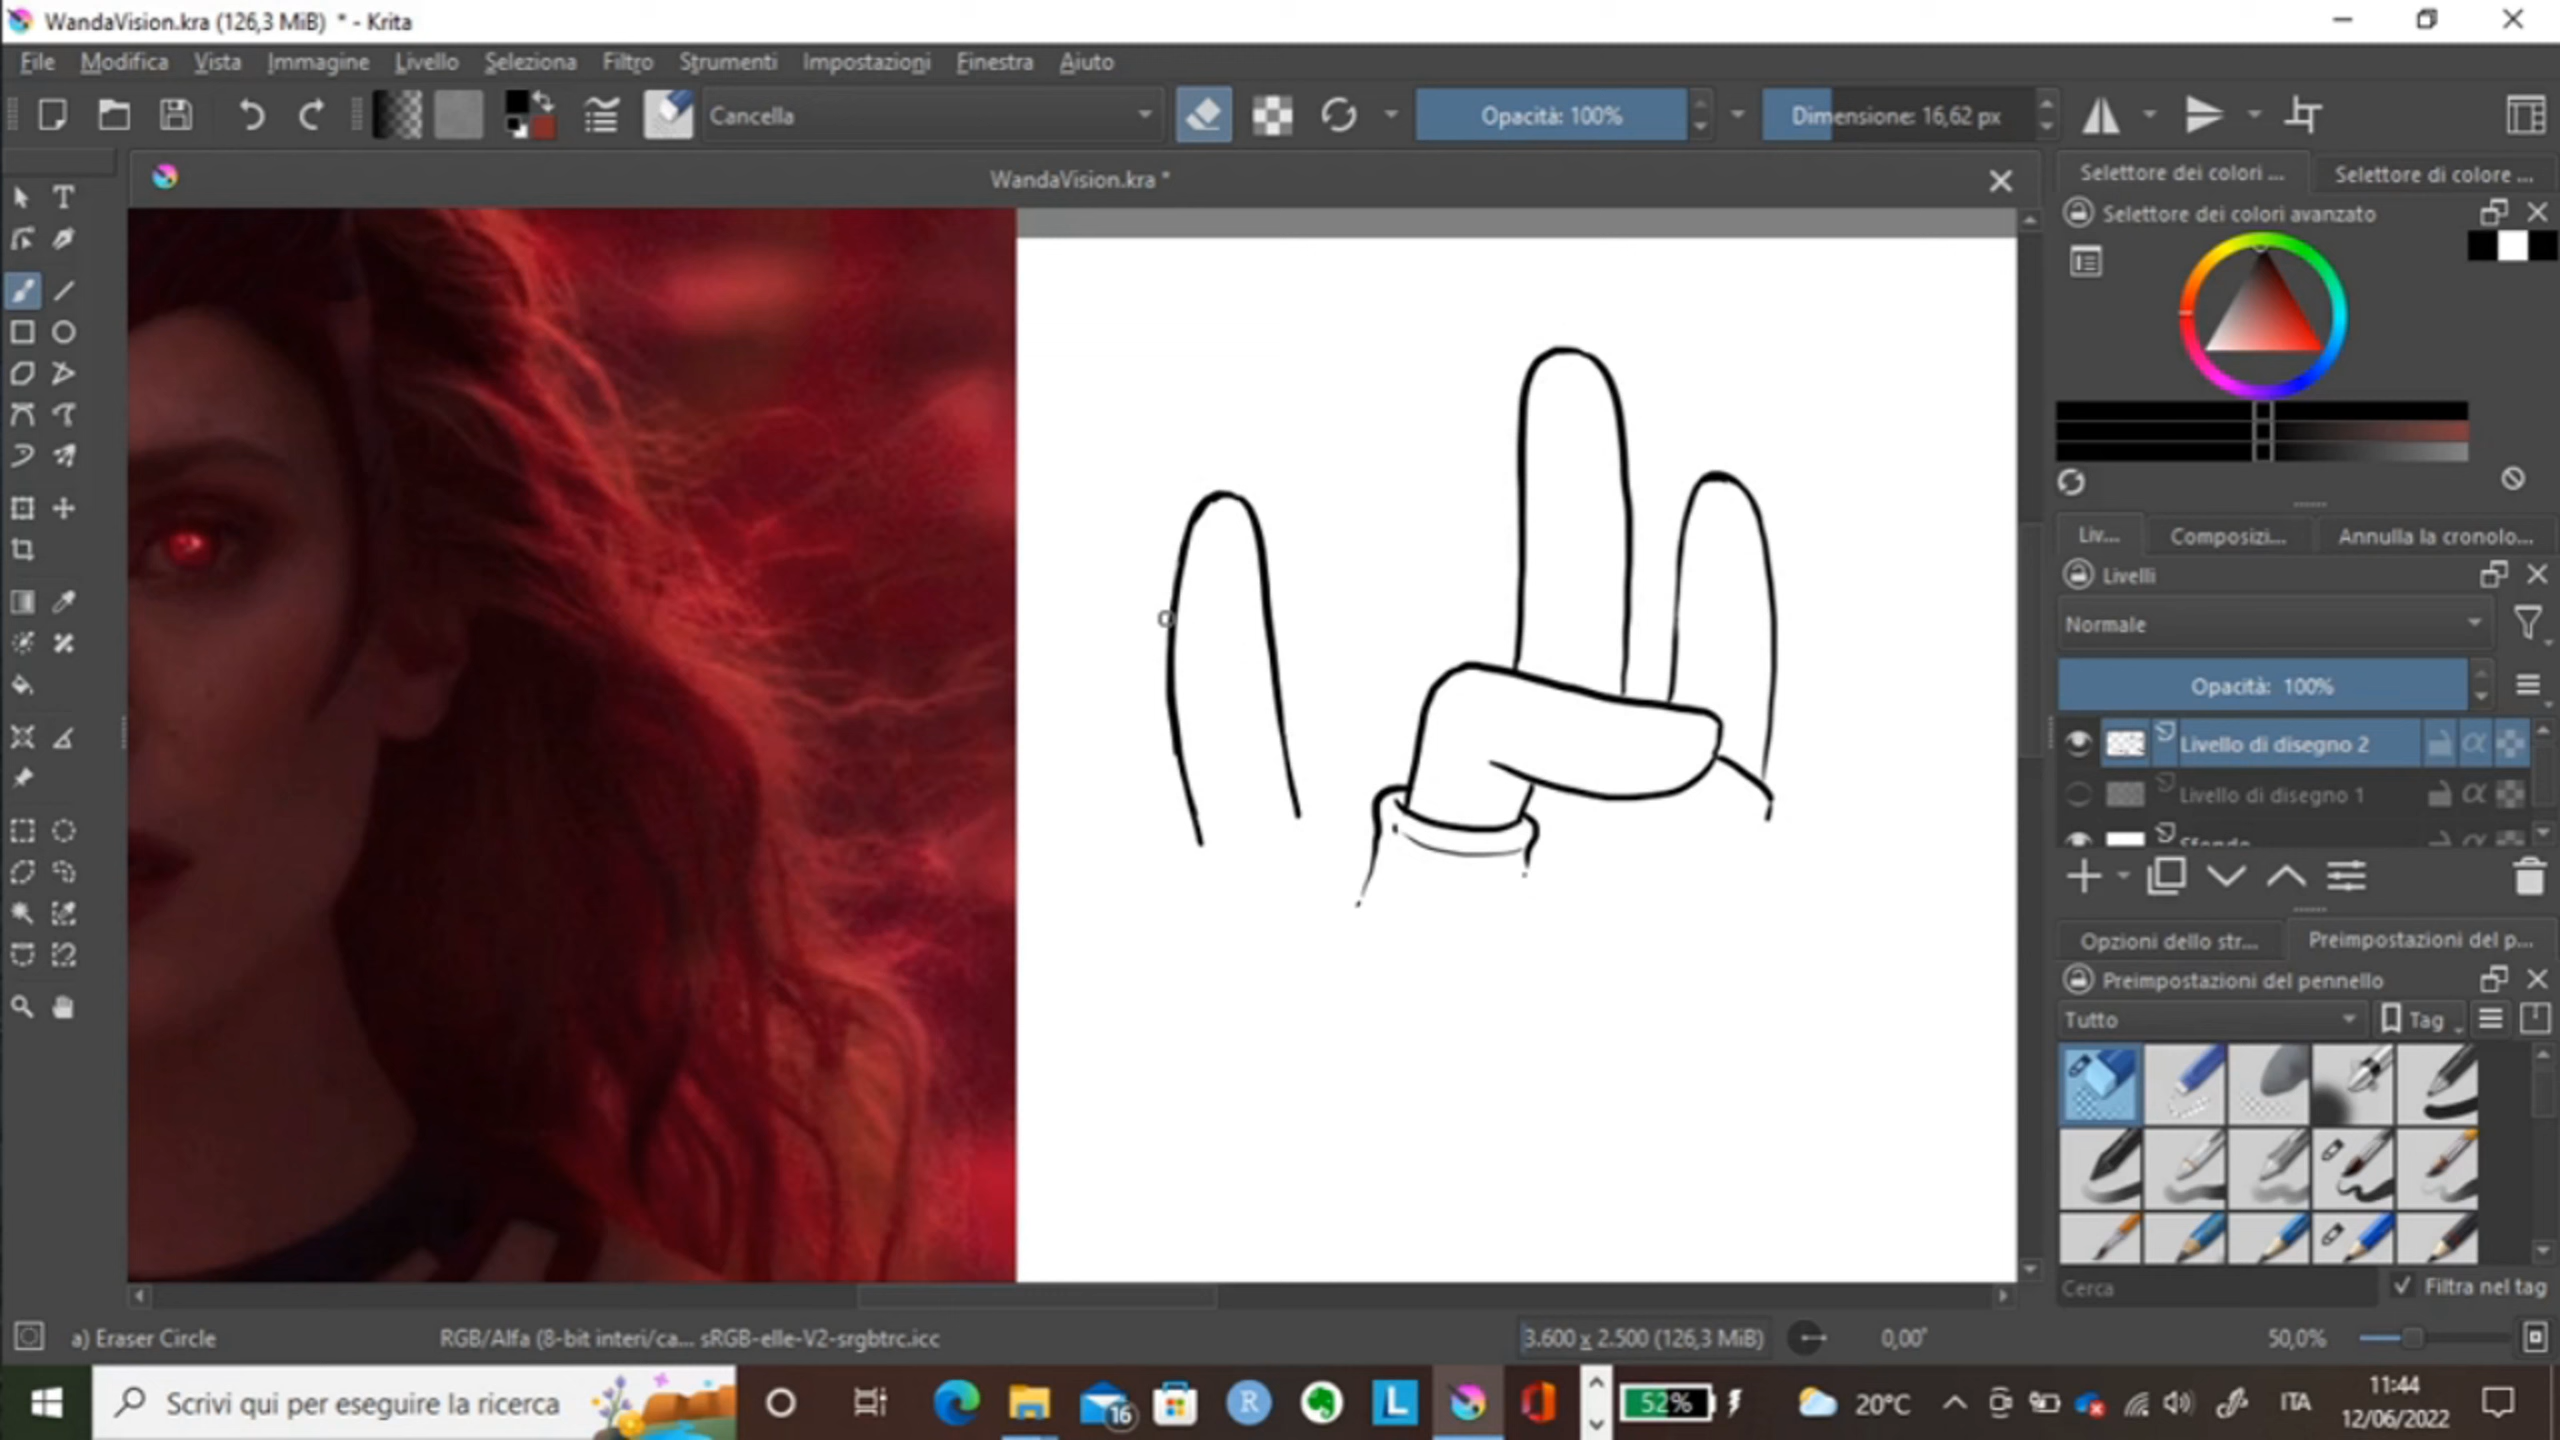 WandaVision.kra (126,3 MiB) * - Krita
File Modifica Vista Immagine Livello Seleziona Filtro Strumenti Impostazioni Finestra Aiuto
Cancella
Opacità: 100%
Dimensione: 16,62 px
WandaVision.kra *
Selettore dei colori ...
Selettore di colore ...
Selettore dei colori avanzato
Liv...
Composizi...
Annulla la cronolo...
Livelli
Normale
Opacità: 100%
Livello di disegno 2
Livello di disegno 1
Opzioni dello str...
Preimpostazioni del p...
Preimpostazioni del pennello
Tutto
Tag
Cerca
Filtra nel tag
a) Eraser Circle
RGB/Alfa (8-bit interi/ca... sRGB-elle-V2-srgbtrc.icc
3.600 x 2.500 (126,3 MiB)
0,00°
50,0%
Scrivi qui per eseguire la ricerca
16
R
L
52%
20°C
ITA
11:44
12/06/2022